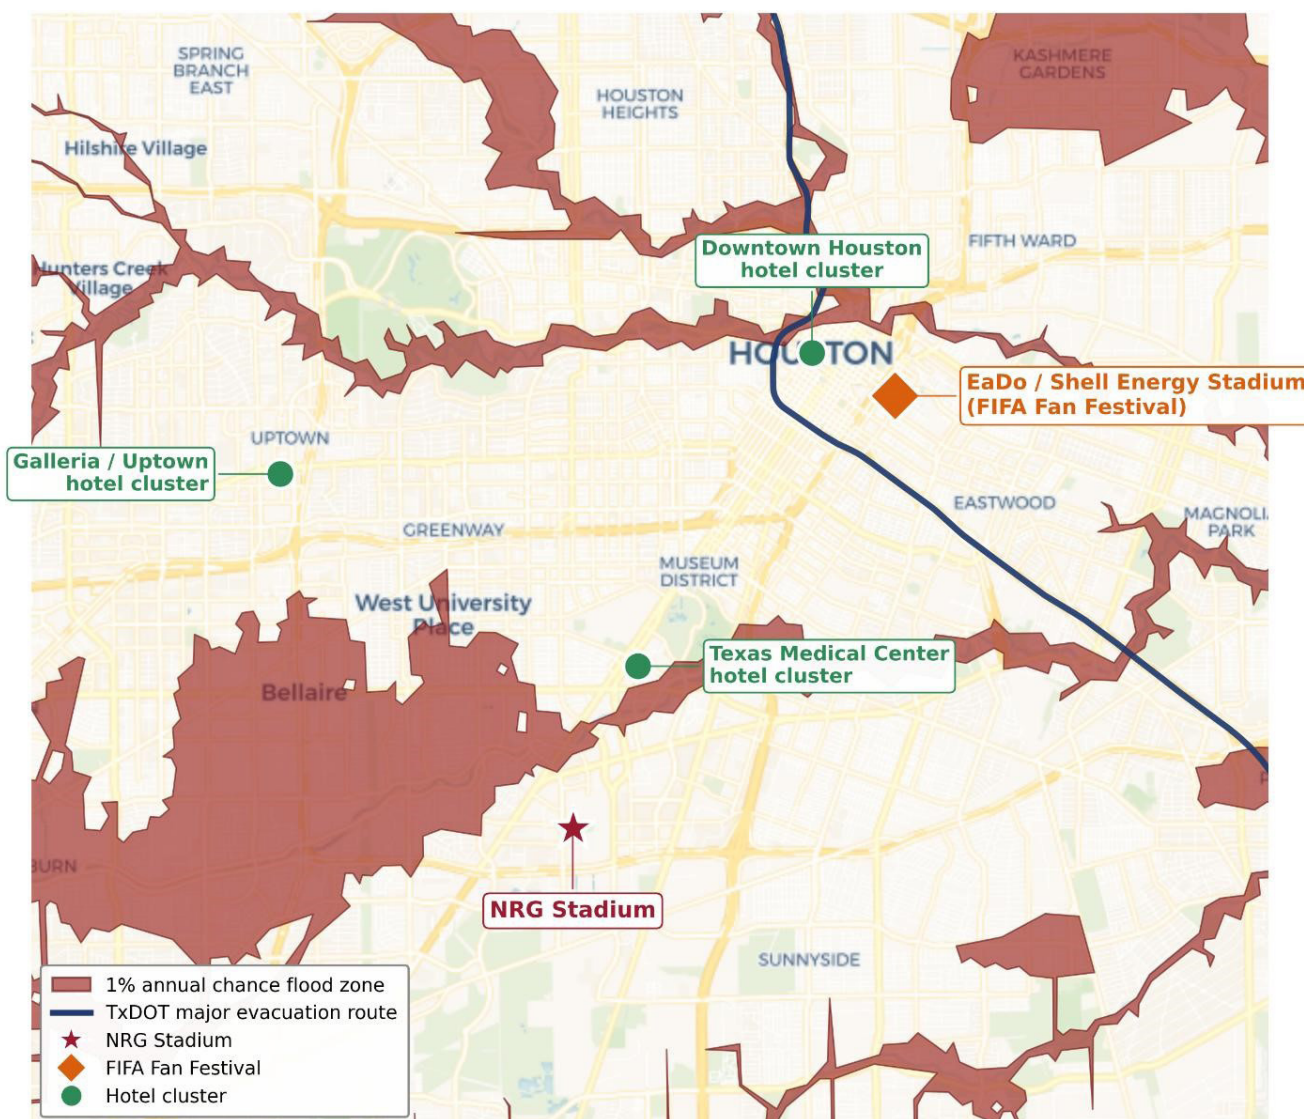 SPRING
BRANCH
EAST
KASHMERE
GARDENS
HOUSTON
HEIGHTS
Hilshire Village
FIFTH WARD
Downtown Houston
hotel cluster
Hunters Creek
Village
HOUSTON
EaDo / Shell Energy Stadium
(FIFA Fan Festival)
UPTOWN
Galleria / Uptown
hotel cluster
EASTWOOD
MAGNOLI
PARK
GREENWAY
MUSEUM
DISTRICT
West University
Place
Texas Medical Center
hotel cluster
Bellaire
BURN
NRG Stadium
SUNNYSIDE
1% annual chance flood zone
TxDOT major evacuation route
NRG Stadium
FIFA Fan Festival
Hotel cluster